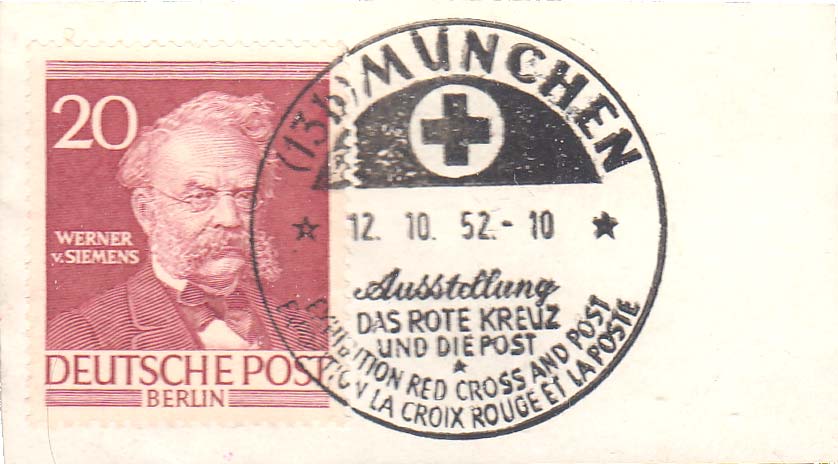 20
WERNER
v. SIEMENS
DEUTSCHE POST
BERLIN
(13b) MÜNCHEN
12. 10. 52.- 10
Ausstellung
DAS ROTE KREUZ
UND DIE POST
EXHIBITION RED CROSS AND POST
EXPOSITION LA CROIX ROUGE ET LA POSTE